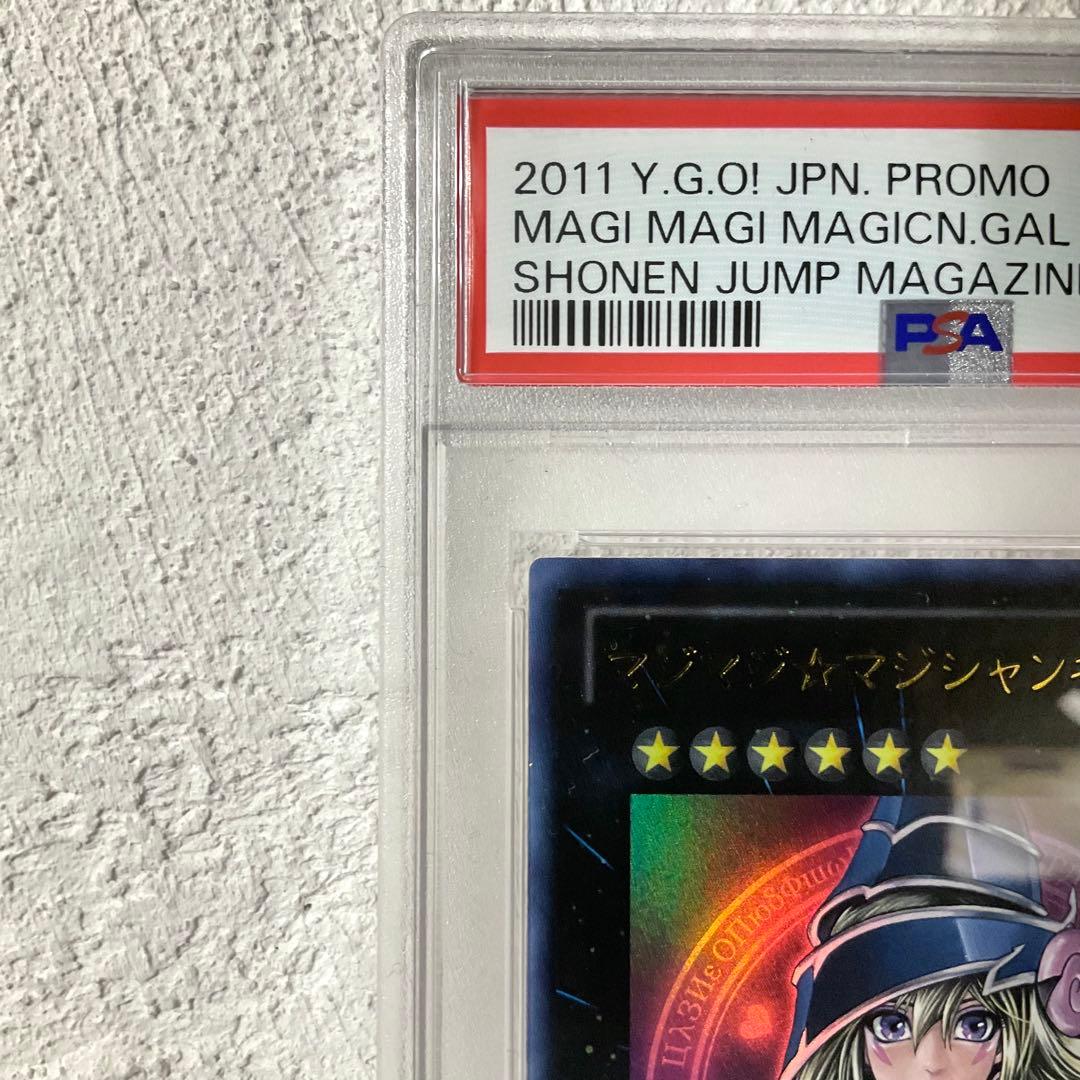 2011 Y.G.O! JPN. PROMO
MAGI MAGI MAGICN.GAL
SHONEN JUMP MAGAZINE
PSA
マジマジ☆マジシャンギ